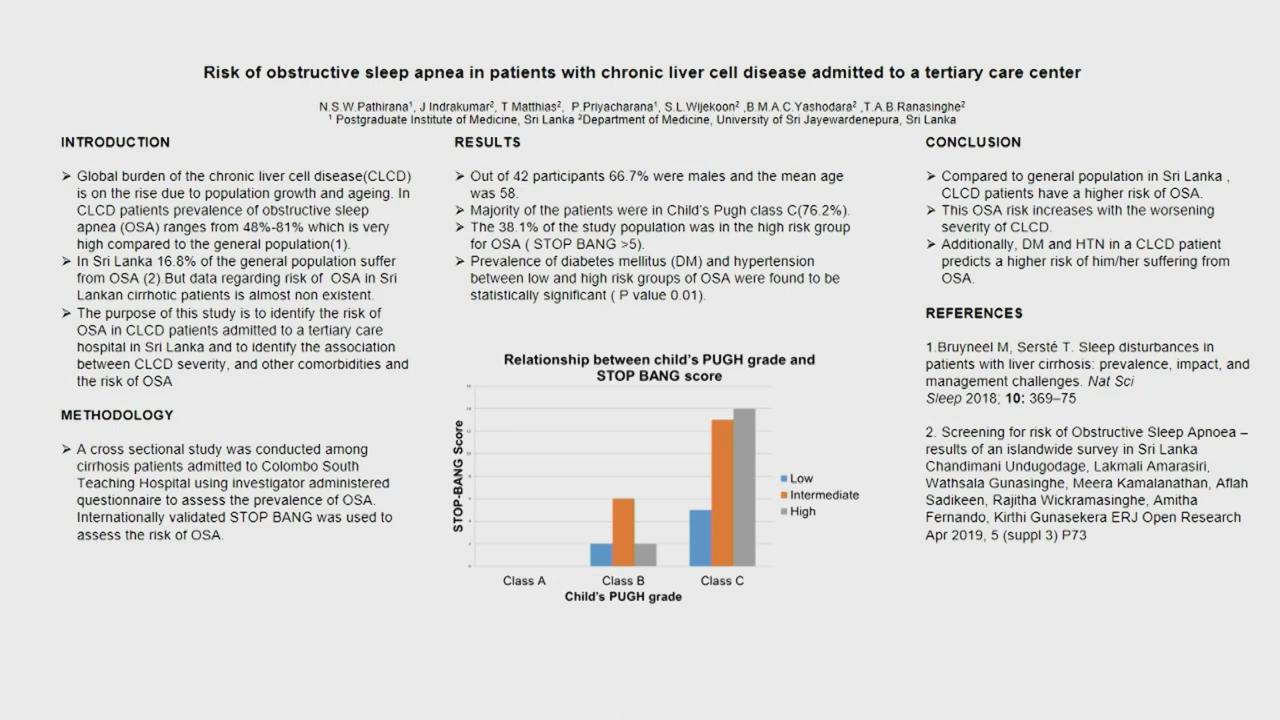 Risk of obstructive sleep apnea in patients with chronic liver cell disease admitted to a tertiary care center
N.S.W.Pathirana¹, J Indrakumar², T Matthias², P.Priyacharana¹, S.L.Wijekoon² ,B.M.A.C.Yashodara² ,T.A.B.Ranasinghe²
¹ Postgraduate Institute of Medicine, Sri Lanka ²Department of Medicine, University of Sri Jayewardenepura, Sri Lanka
INTRODUCTION
➢ Global burden of the chronic liver cell disease(CLCD)
is on the rise due to population growth and ageing. In
CLCD patients prevalence of obstructive sleep
apnea (OSA) ranges from 48%-81% which is very
high compared to the general population(1).
➢ In Sri Lanka 16.8% of the general population suffer
from OSA (2).But data regarding risk of OSA in Sri
Lankan cirrhotic patients is almost non existent.
➢ The purpose of this study is to identify the risk of
OSA in CLCD patients admitted to a tertiary care
hospital in Sri Lanka and to identify the association
between CLCD severity, and other comorbidities and
the risk of OSA
METHODOLOGY
➢ A cross sectional study was conducted among
cirrhosis patients admitted to Colombo South
Teaching Hospital using investigator administered
questionnaire to assess the prevalence of OSA.
Internationally validated STOP BANG was used to
assess the risk of OSA.
RESULTS
➢ Out of 42 participants 66.7% were males and the mean age
was 58.
➢ Majority of the patients were in Child's Pugh class C(76.2%).
➢ The 38.1% of the study population was in the high risk group
for OSA ( STOP BANG >5).
➢ Prevalence of diabetes mellitus (DM) and hypertension
between low and high risk groups of OSA were found to be
statistically significant ( P value 0.01).
Relationship between child's PUGH grade and
STOP BANG score
STOP-BANG Score
Low
Intermediate
High
Class A Class B Class C
Child's PUGH grade
CONCLUSION
➢ Compared to general population in Sri Lanka ,
CLCD patients have a higher risk of OSA.
➢ This OSA risk increases with the worsening
severity of CLCD.
➢ Additionally, DM and HTN in a CLCD patient
predicts a higher risk of him/her suffering from
OSA.
REFERENCES
1.Bruyneel M, Sersté T. Sleep disturbances in
patients with liver cirrhosis: prevalence, impact, and
management challenges. Nat Sci
Sleep 2018; 10: 369–75
2. Screening for risk of Obstructive Sleep Apnoea –
results of an islandwide survey in Sri Lanka
Chandimani Undugodage, Lakmali Amarasiri,
Wathsala Gunasinghe, Meera Kamalanathan, Aflah
Sadikeen, Rajitha Wickramasinghe, Amitha
Fernando, Kirthi Gunasekera ERJ Open Research
Apr 2019, 5 (suppl 3) P73